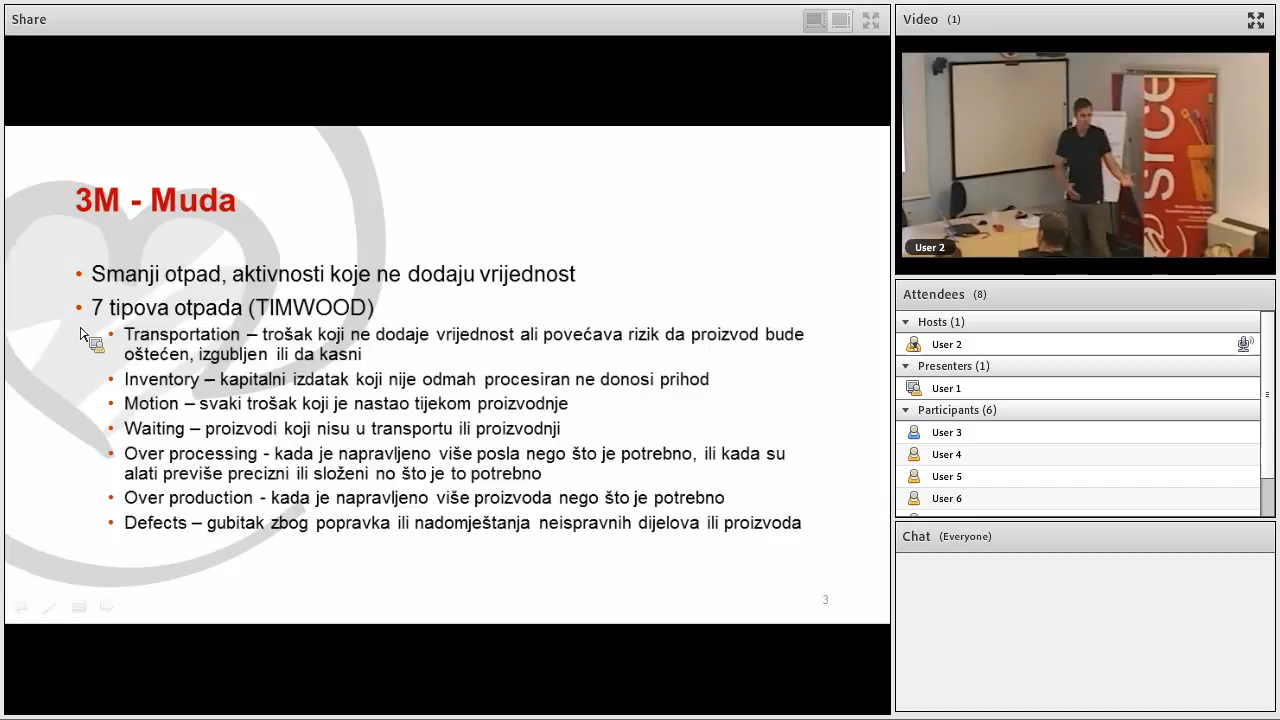 Share
3M - Muda
• Smanji otpad, aktivnosti koje ne dodaju vrijednost
• 7 tipova otpada (TIMWOOD)
• Transportation – trošak koji ne dodaje vrijednost ali povećava rizik da proizvod bude
oštećen, izgubljen ili da kasni
• Inventory – kapitalni izdatak koji nije odmah procesiran ne donosi prihod
• Motion – svaki trošak koji je nastao tijekom proizvodnje
• Waiting – proizvodi koji nisu u transportu ili proizvodnji
• Over processing - kada je napravljeno više posla nego što je potrebno, ili kada su
alati previše precizni ili složeni no što je to potrebno
• Over production - kada je napravljeno više proizvoda nego što je potrebno
• Defects – gubitak zbog popravka ili nadomještanja neispravnih dijelova ili proizvoda
3
Video (1)
srce
User 2
Attendees (8)
Hosts (1)
User 2
Presenters (1)
User 1
Participants (6)
User 3
User 4
User 5
User 6
Chat (Everyone)